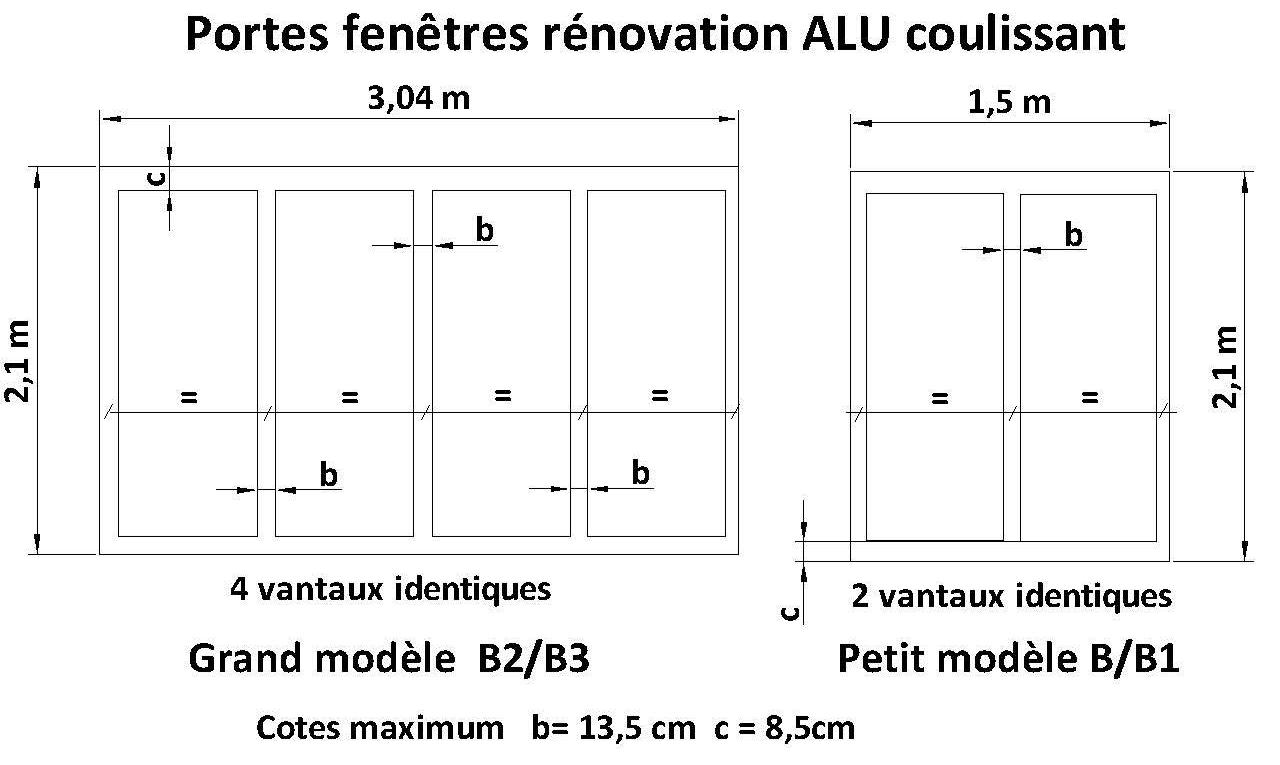 Portes fenêtres rénovation ALU coulissant
3,04 m
1,5 m
c
b
b
2,1 m
= = = =
= =
2,1 m
b
b
c
4 vantaux identiques
2 vantaux identiques
Grand modèle B2/B3
Petit modèle B/B1
Cotes maximum b= 13,5 cm c = 8,5cm